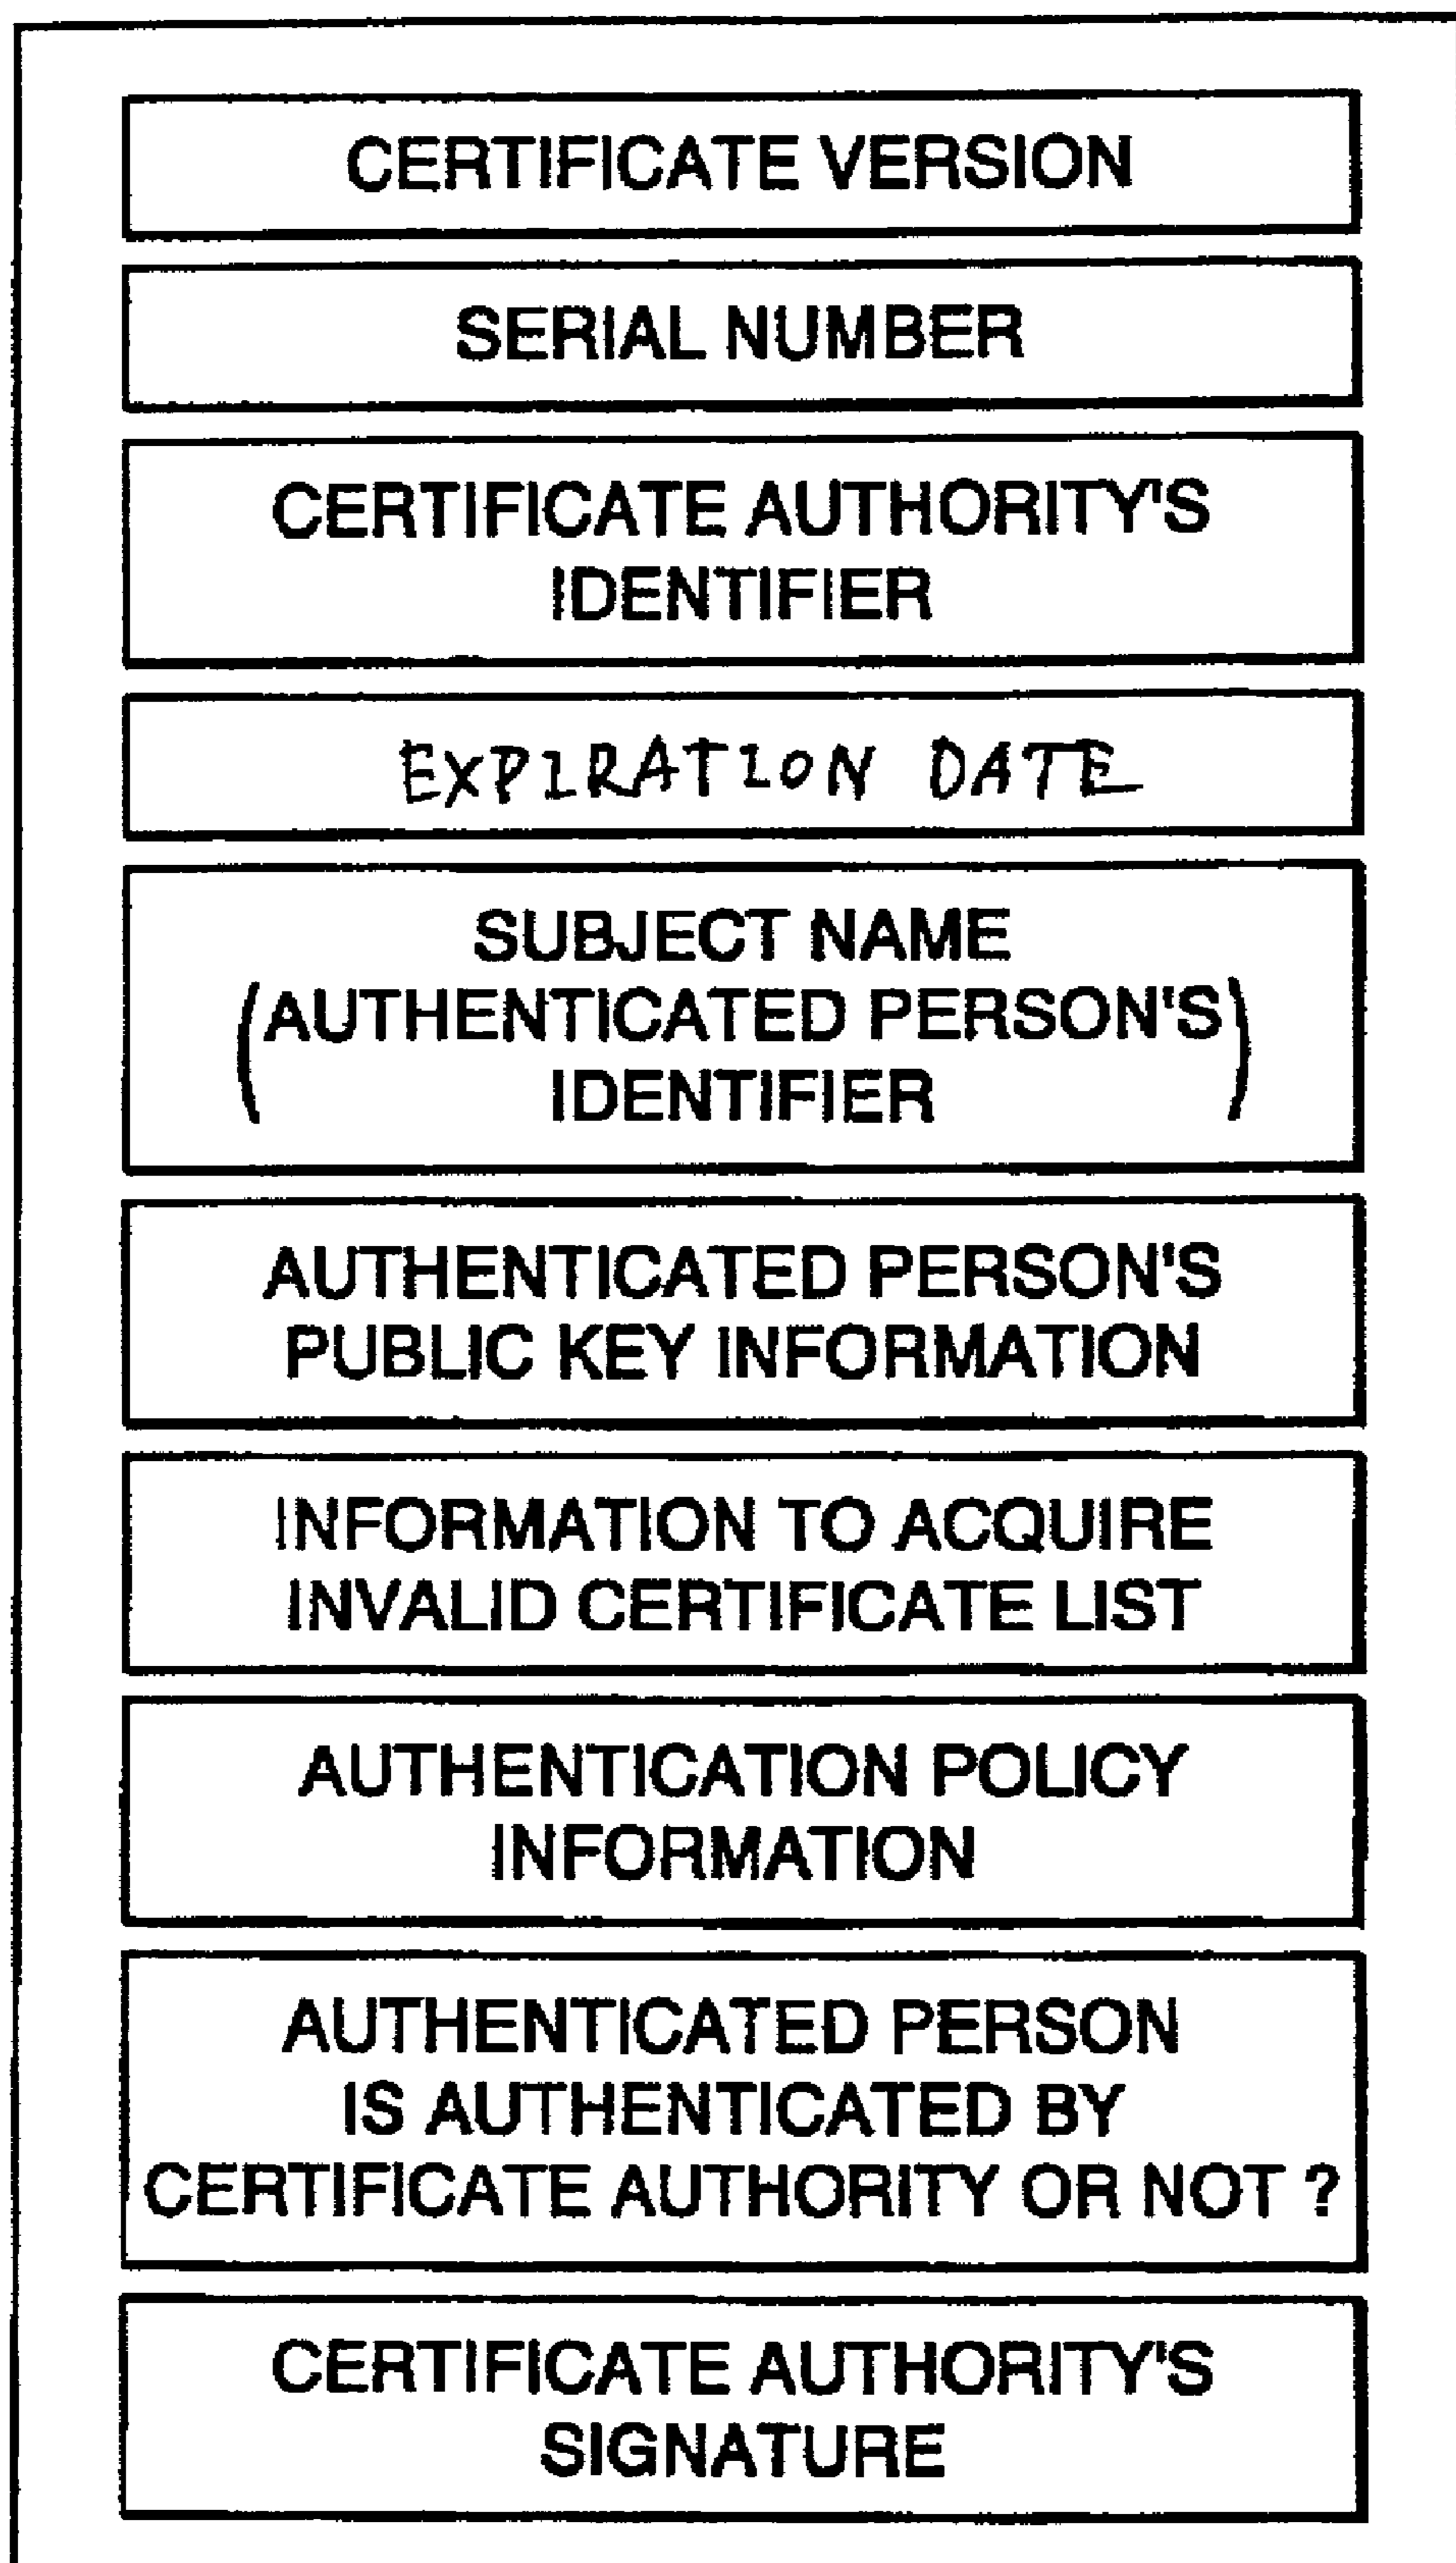 CERTIFICATE VERSION
SERIAL NUMBER
CERTIFICATE AUTHORITY'S
IDENTIFIER
EXPIRATION DATE
SUBJECT NAME
(AUTHENTICATED PERSON'S)
IDENTIFIER
AUTHENTICATED PERSON'S
PUBLIC KEY INFORMATION
INFORMATION TO ACQUIRE
INVALID CERTIFICATE LIST
AUTHENTICATION POLICY
INFORMATION
AUTHENTICATED PERSON
IS AUTHENTICATED BY
CERTIFICATE AUTHORITY OR NOT ?
CERTIFICATE AUTHORITY'S
SIGNATURE